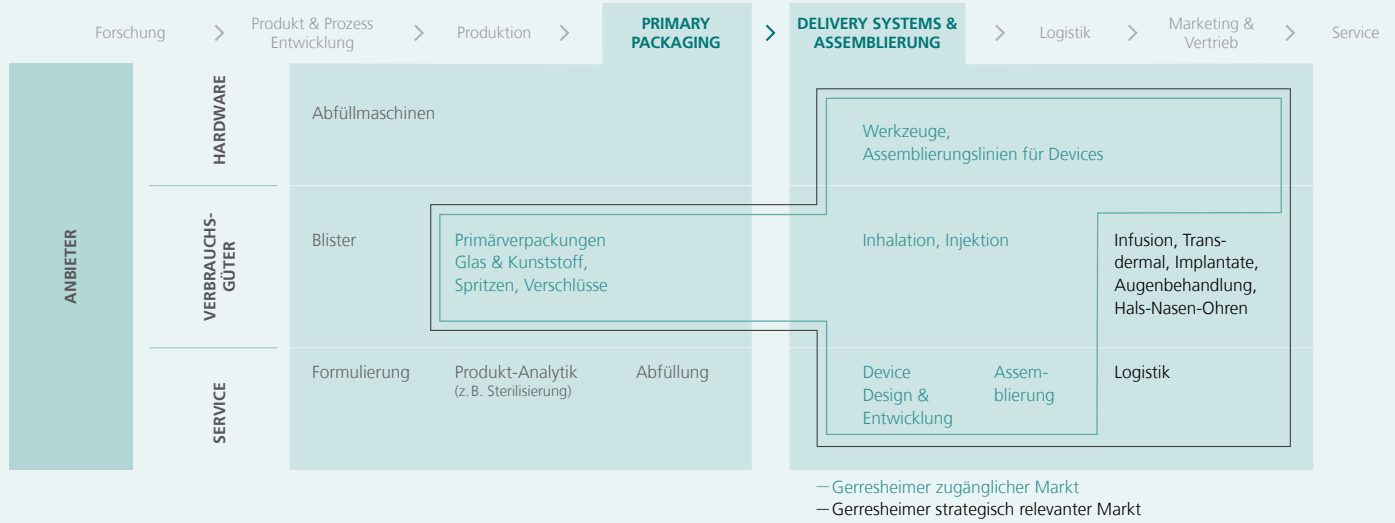 Forschung
Produkt & Prozess
Entwicklung
Produktion
PRIMARY
PACKAGING
DELIVERY SYSTEMS &
ASSEMBLIERUNG
Logistik
Marketing &
Vertrieb
Service
ANBIETER
HARDWARE
Abfüllmaschinen
Werkzeuge,
Assemblierungslinien für Devices
VERBRAUCHS-
GÜTER
Blister
Primärverpackungen
Glas & Kunststoff,
Spritzen, Verschlüsse
Inhalation, Injektion
Infusion, Trans-
dermal, Implantate,
Augenbehandlung,
Hals-Nasen-Ohren
SERVICE
Formulierung
Produkt-Analytik
(z. B. Sterilisierung)
Abfüllung
Device
Design &
Entwicklung
Assem-
blierung
Logistik
Gerresheimer zugänglicher Markt
Gerresheimer strategisch relevanter Markt